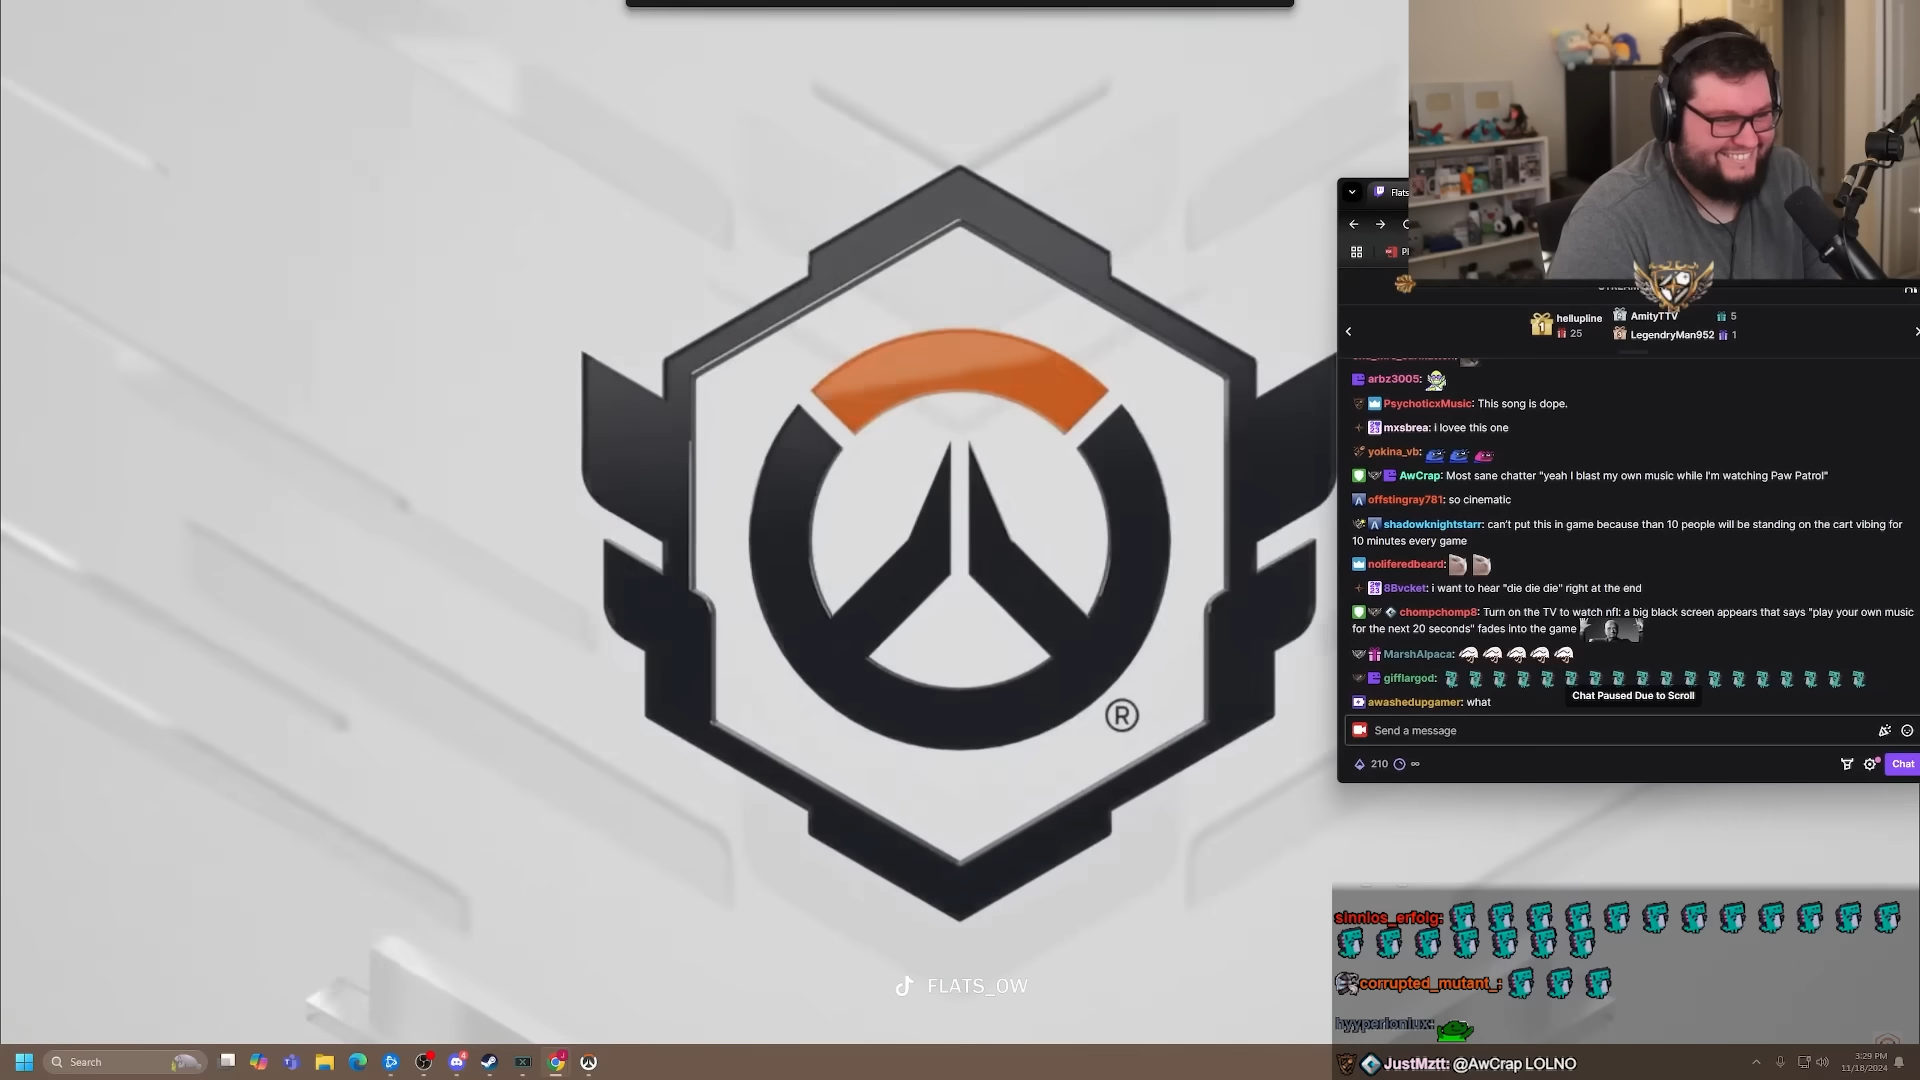 Flats
hellupline
25
AmityTTV
5
LegendryMan952
1
arbz3005:
PsychoticxMusic: This song is dope.
mxsbrea: i lovee this one
yokina_vb:
AwCrap: Most sane chatter "yeah I blast my own music while I'm watching Paw Patrol"
offstingray781: so cinematic
shadowknightstarr: can't put this in game because than 10 people will be standing on the cart vibing for
10 minutes every game
noliferedbeard:
8Bvcket: i want to hear "die die die" right at the end
chompchomp8: Turn on the TV to watch nfl: a big black screen appears that says "play your own music
for the next 20 seconds" fades into the game
MarshAlpaca:
gifflargod:
Chat Paused Due to Scroll
awashedupgamer: what
Send a message
210
∞
Chat
®
sinnlos_erfolg:
corrupted_mutant_:
hyyperionlux:
FLATS_OW
JustMztt: @AwCrap LOLNO
Search
3:29 PM
11/18/2024